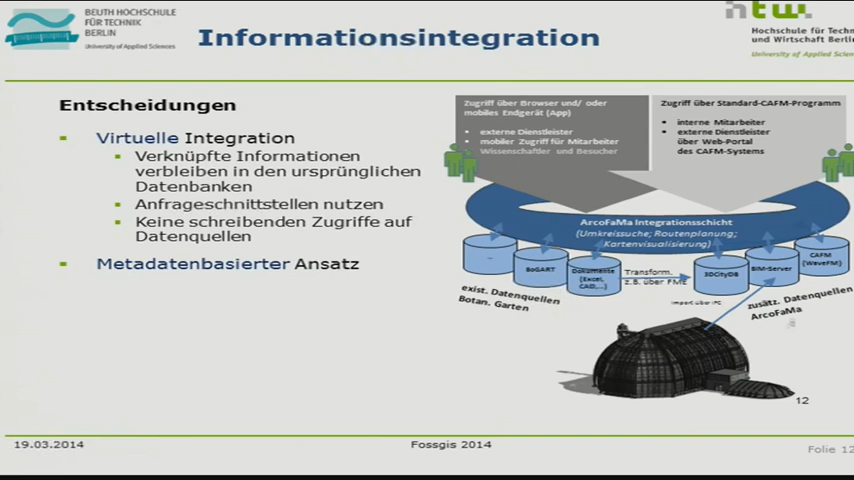 BEUTH HOCHSCHULE
FÜR TECHNIK
BERLIN
University of Applied Sciences
Informationsintegration
htw
Hochschule für Techn
und Wirtschaft Berlin
University of Applied Scien
Entscheidungen
Virtuelle Integration
Verknüpfte Informationen
verbleiben in den ursprünglichen
Datenbanken
Anfrageschnittstellen nutzen
Keine schreibenden Zugriffe auf
Datenquellen
Metadatenbasierter Ansatz
Zugriff über Browser und/ oder
mobiles Endgerät (App)
externe Dienstleister
mobiler Zugriff für Mitarbeiter
Wissenschaftler und Besucher
Zugriff über Standard-CAFM-Programm
interne Mitarbeiter
externe Dienstleister
über Web-Portal
des CAFM-Systems
ArcoFaMa Integrationsschicht
(Umkreissuche; Routenplanung;
Kartenvisualisierung)
...
BoGART
Dokumente
(Excel,
CAD,...)
Transform.
z.B. über FME
3DCityDB
BIM-Server
CAFM
(WaveFM)
exist. Datenquellen
Botan. Garten
import über IFC
zusätz. Datenquellen
ArcoFaMa
12
19.03.2014
Fossgis 2014
Folie 12